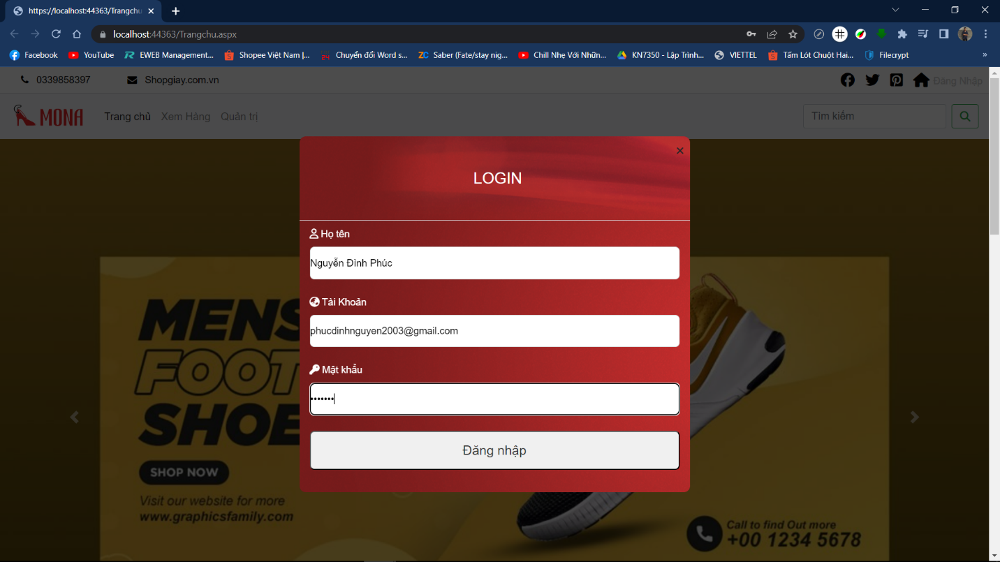 https://localhost:44363/Trangchu
localhost:44363/Trangchu.aspx
Facebook YouTube EWEB Management... Shopee Việt Nam |... Chuyển đổi Word s... Saber (Fate/stay nig... Chill Nhẹ Với Nhữn... KN7350 - Lập Trình... VIETTEL Tấm Lót Chuột Hai... Filecrypt »
0339858397 Shopgiay.com.vn Đăng Nhập
MONA Trang chủ Xem Hàng Quản trị Tìm kiếm
LOGIN
Họ tên
Nguyễn Đình Phúc
Tài Khoản
phucdinhnguyen2003@gmail.com
Mật khẩu
•••••••
Đăng nhập
MENS
FOOT
SHOE
SHOP NOW
Visit our website for more
www.graphicsfamily.com
Call to find Out more
+00 1234 5678